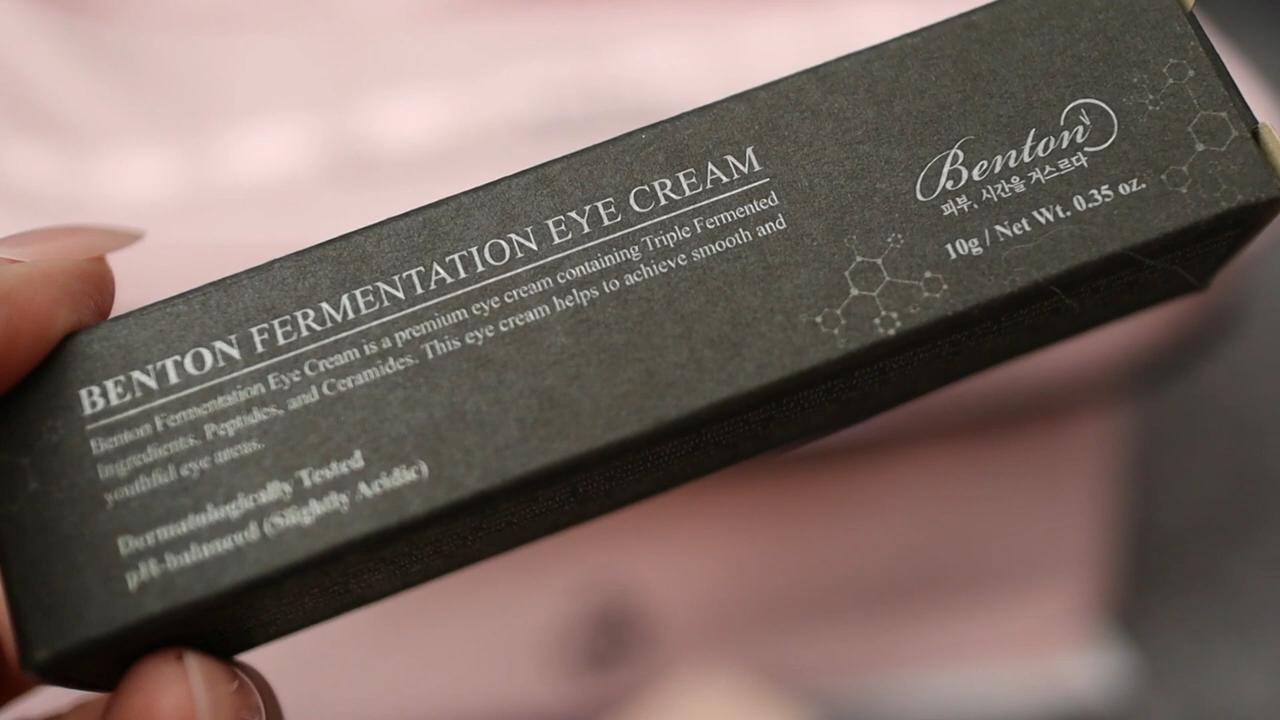 BENTON FERMENTATION EYE CREAM
Benton Fermentation Eye Cream is a premium eye cream containing Triple Fermented
Ingredients, Peptides, and Ceramides. This eye cream helps to achieve smooth and
youthful eye areas.
Dermatologically Tested
pH-balanced (Slightly Acidic)
Benton
피부, 시간을 거스르다
10g / Net Wt. 0.35 oz.